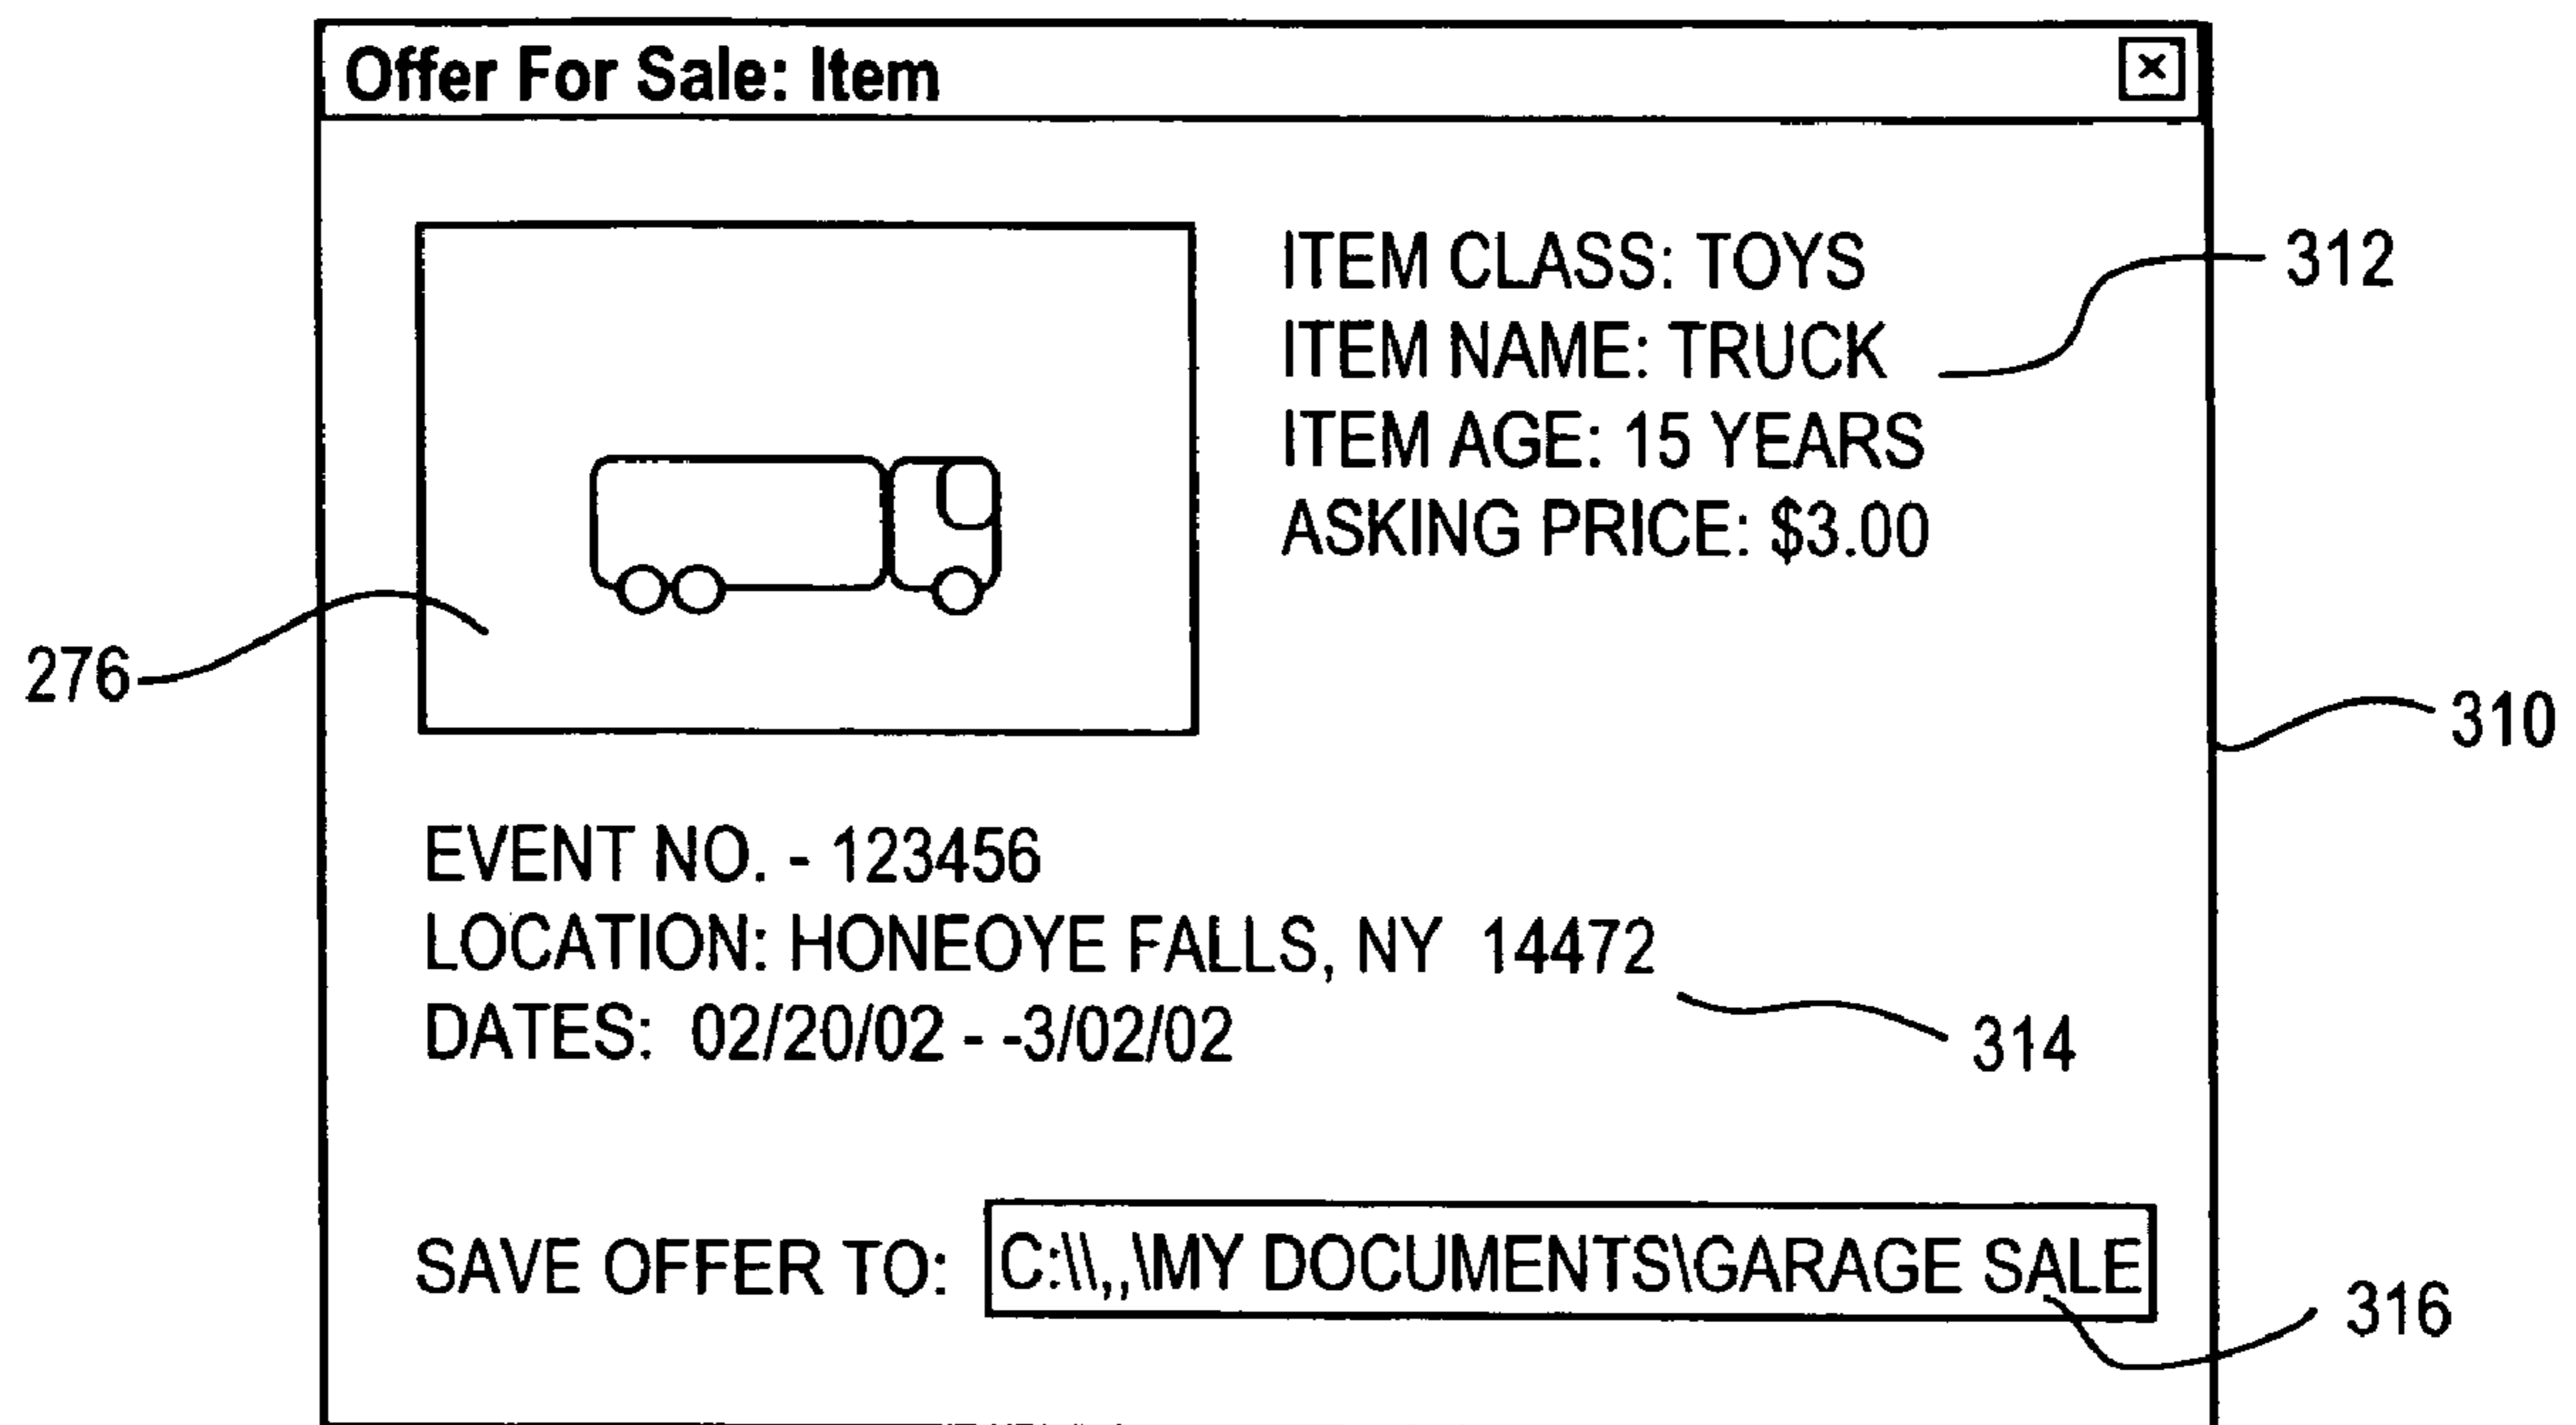 Offer For Sale: Item x
ITEM CLASS: TOYS
312
ITEM NAME: TRUCK
ITEM AGE: 15 YEARS
ASKING PRICE: $3.00
276
310
EVENT NO. - 123456
LOCATION: HONEOYE FALLS, NY 14472
DATES: 02/20/02 - -3/02/02
314
SAVE OFFER TO: C:\\,,\MY DOCUMENTS\GARAGE SALE
316